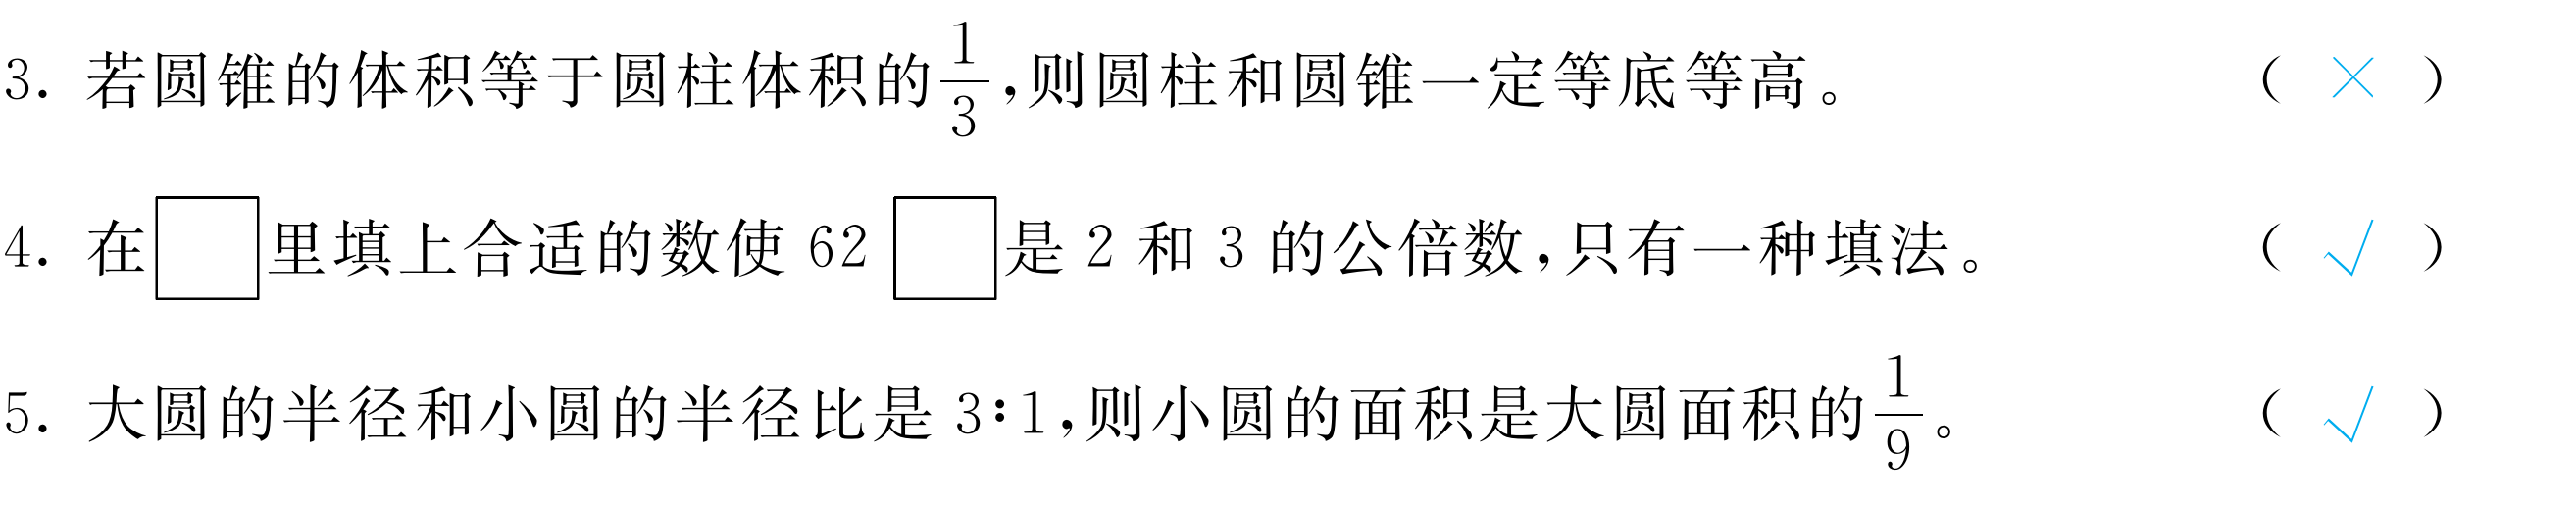 3. 若圆锥的体积等于圆柱体积的1/3,则圆柱和圆锥一定等底等高。 ( × )
4. 在□里填上合适的数使 62□是 2 和 3 的公倍数,只有一种填法。 ( √ )
5. 大圆的半径和小圆的半径比是 3∶1,则小圆的面积是大圆面积的1/9。 ( √ )